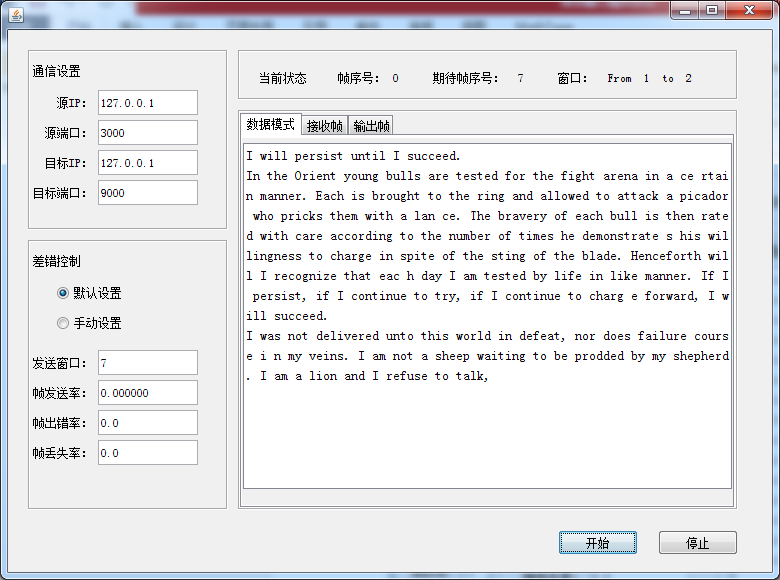 通信设置
源IP: 127.0.0.1
源端口: 3000
目标IP: 127.0.0.1
目标端口: 9000
差错控制
默认设置
手动设置
发送窗口: 7
帧发送率: 0.000000
帧出错率: 0.0
帧丢失率: 0.0
当前状态 帧序号: 0 期待帧序号: 7 窗口: From 1 to 2
数据模式 接收帧 输出帧
I will persist until I succeed.
In the Orient young bulls are tested for the fight arena in a ce rtai
n manner. Each is brought to the ring and allowed to attack a picador
who pricks them with a lan ce. The bravery of each bull is then rate
d with care according to the number of times he demonstrate s his wil
lingness to charge in spite of the sting of the blade. Henceforth wil
l I recognize that eac h day I am tested by life in like manner. If I
persist, if I continue to try, if I continue to charg e forward, I w
ill succeed.
I was not delivered unto this world in defeat, nor does failure cours
e i n my veins. I am not a sheep waiting to be prodded by my shepherd
. I am a lion and I refuse to talk,
开始 停止